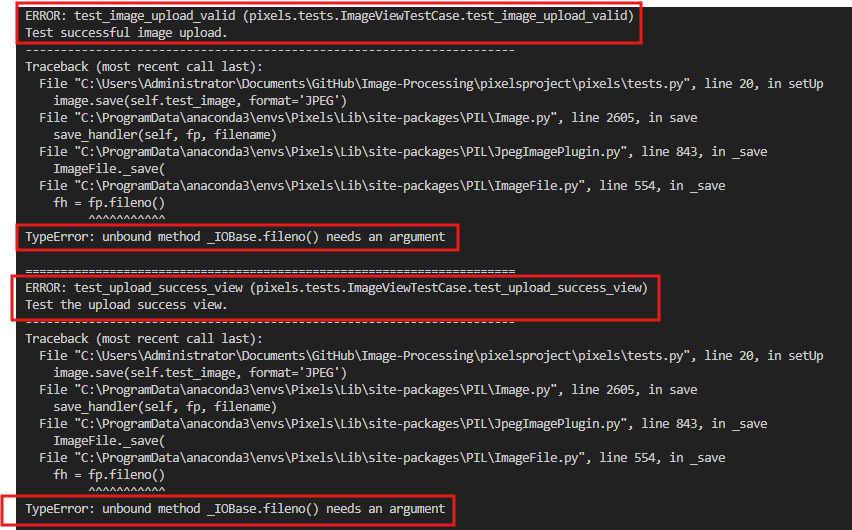 ERROR: test_image_upload_valid (pixels.tests.ImageViewTestCase.test_image_upload_valid)
Test successful image upload.
----------------------------------------------------------------------
Traceback (most recent call last):
  File "C:\Users\Administrator\Documents\GitHub\Image-Processing\pixelsproject\pixels\tests.py", line 20, in setUp
    image.save(self.test_image, format='JPEG')
  File "C:\ProgramData\anaconda3\envs\Pixels\Lib\site-packages\PIL\Image.py", line 2605, in save
    save_handler(self, fp, filename)
  File "C:\ProgramData\anaconda3\envs\Pixels\Lib\site-packages\PIL\JpegImagePlugin.py", line 843, in _save
    ImageFile._save(
  File "C:\ProgramData\anaconda3\envs\Pixels\Lib\site-packages\PIL\ImageFile.py", line 554, in _save
    fh = fp.fileno()
         ^^^^^^^^^^^
TypeError: unbound method _IOBase.fileno() needs an argument
======================================================================
ERROR: test_upload_success_view (pixels.tests.ImageViewTestCase.test_upload_success_view)
Test the upload success view.
----------------------------------------------------------------------
Traceback (most recent call last):
  File "C:\Users\Administrator\Documents\GitHub\Image-Processing\pixelsproject\pixels\tests.py", line 20, in setUp
    image.save(self.test_image, format='JPEG')
  File "C:\ProgramData\anaconda3\envs\Pixels\Lib\site-packages\PIL\Image.py", line 2605, in save
    save_handler(self, fp, filename)
  File "C:\ProgramData\anaconda3\envs\Pixels\Lib\site-packages\PIL\JpegImagePlugin.py", line 843, in _save
    ImageFile._save(
  File "C:\ProgramData\anaconda3\envs\Pixels\Lib\site-packages\PIL\ImageFile.py", line 554, in _save
    fh = fp.fileno()
         ^^^^^^^^^^^
TypeError: unbound method _IOBase.fileno() needs an argument